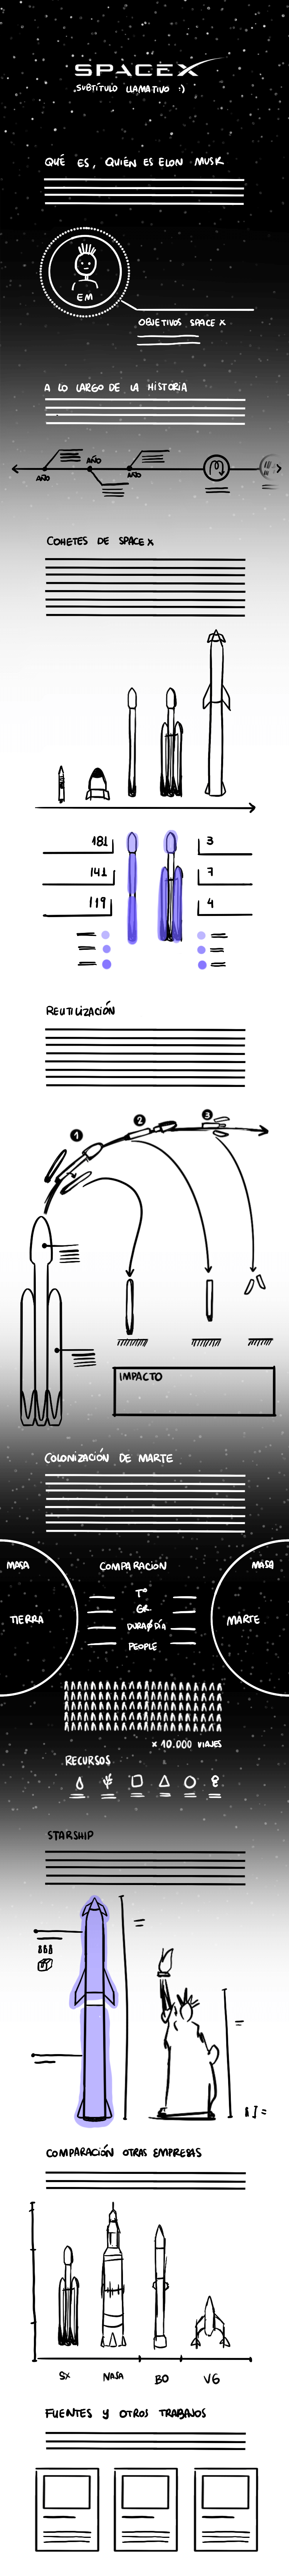 SPACEX
SUBTÍTULO LLAMATIVO :)
QUÉ ES, QUIÉN ES ELON MUSK
EM
OBJETIVOS SPACE X
A LO LARGO DE LA HISTORIA
AÑO
AÑO
AÑO
COHETES DE SPACE X
181
3
141
7
119
4
REUTILIZACIÓN
1
2
3
IMPACTO
COLONIZACIÓN DE MARTE
MASA
COMPARACIÓN
MASA
Tº
GR.
TIERRA
MARTE
DURAØ DÍA
PEOPLE
x 10.000 VIAJES
RECURSOS
STARSHIP
COMPARACIÓN OTRAS EMPRESAS
SX
NASA
BO
VG
FUENTES Y OTROS TRABAJOS